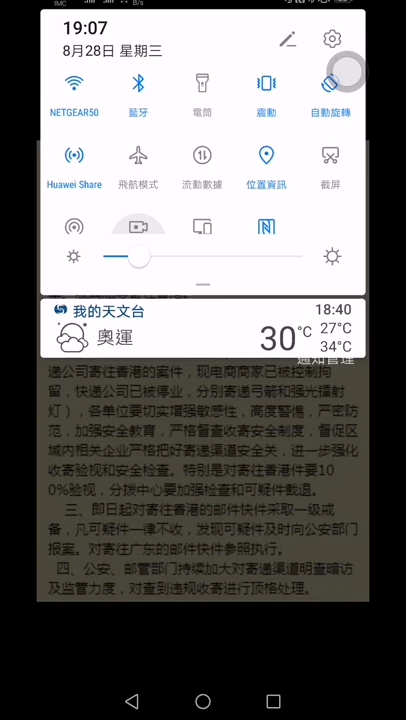 19:07
8月28日 星期三
NETGEAR50
藍牙
電筒
震動
自動旋轉
Huawei Share
飛航模式
流動數據
位置資訊
截屏
我的天文台
18:40
奧運
30°C
27°C
34°C
通知管理
递公司寄往香港的案件，现电商商家已被控制拘
留，快递公司已被停业，分别寄递弓箭和强光摄射
灯），各单位要切实增强敏感性，高度警惕，严密防
范，加强安全教育，严格督查收寄安全制度，督促区
域内相关企业严格把好寄递渠道安全关，进一步强化
收寄验视和安全检查。特别是对寄往香港件要10
0%验视，分拨中心要加强检查和可疑件截退。
三、即日起对寄往香港的邮件快件采取一级戒
备，凡可疑件一律不收，发现可疑件及时向公安部门
报案。对寄往广东的邮件快件参照执行。
四、公安、邮管部门持续加大对寄递渠道明查暗访
及监管力度，对查到违规收寄进行顶格处理。